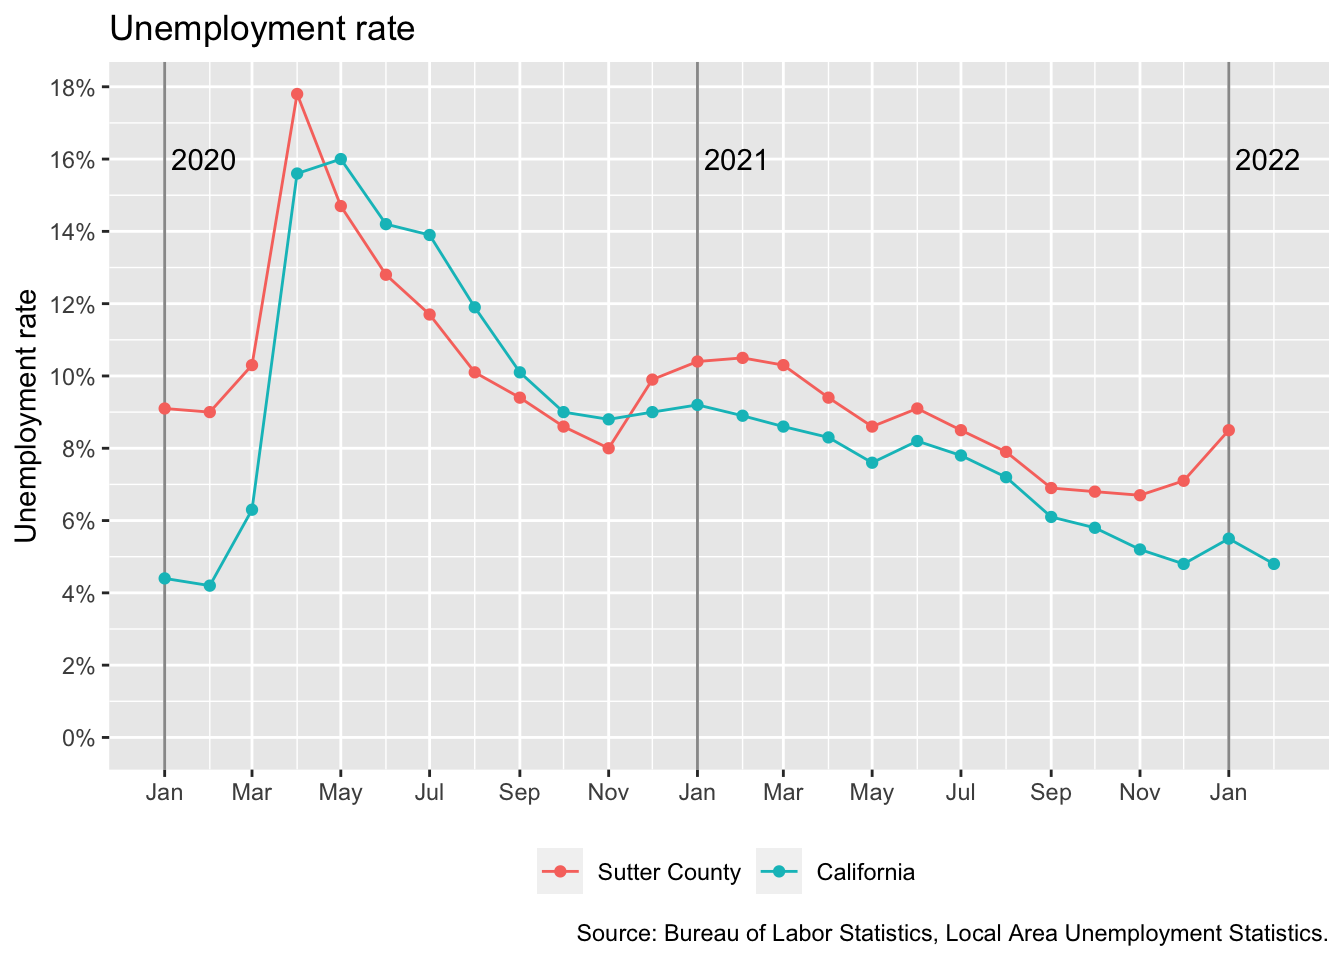 Unemployment rate
18%
16%
14%
12%
10%
8%
6%
4%
2%
0%
Unemployment rate
2020 2021 2022
Jan Mar May Jul Sep Nov Jan Mar May Jul Sep Nov Jan
Sutter County California
Source: Bureau of Labor Statistics, Local Area Unemployment Statistics.